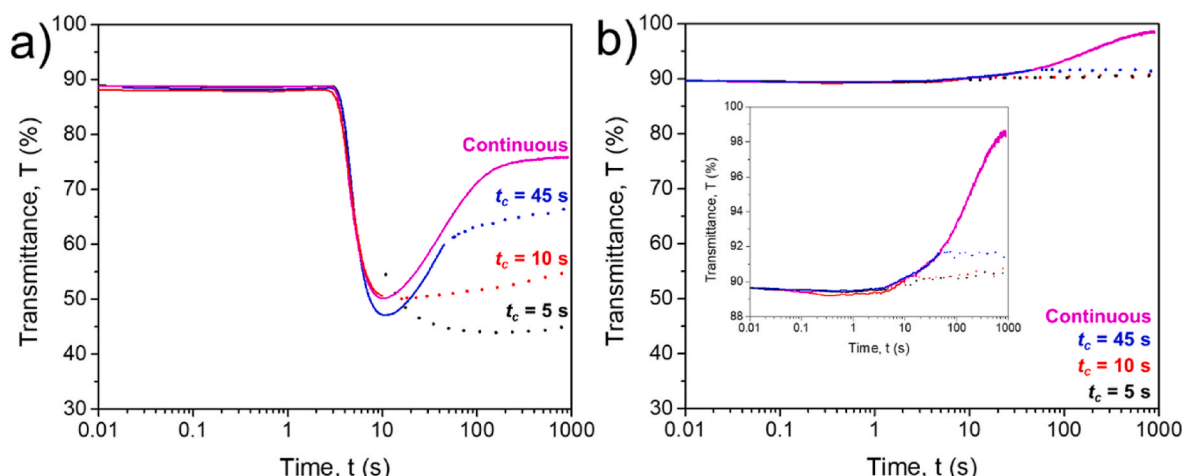 a)
100
90
80
70
60
50
40
30
Transmittance, T (%)
0.01
0.1
1
10
100
1000
Time, t (s)
Continuous
t_c = 45 s
t_c = 10 s
t_c = 5 s
b)
100
90
80
70
60
50
40
30
Transmittance, T (%)
0.01
0.1
1
10
100
1000
Time, t (s)
100
98
96
94
92
90
88
Transmittance, T (%)
0.01
0.1
1
10
100
1000
Time, t (s)
Continuous
t_c = 45 s
t_c = 10 s
t_c = 5 s